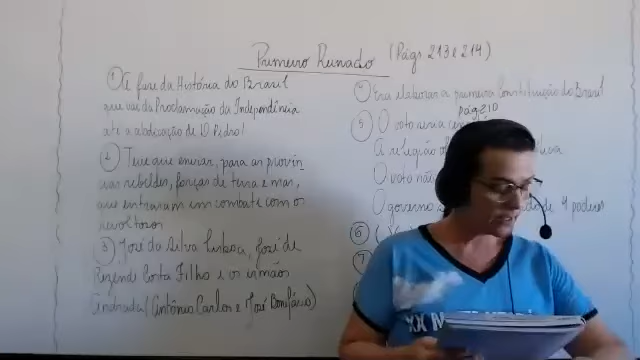 Primeiro Reinado (Págs 213 e 214)
① É fase da História do Brasil
que vai da Proclamação da Independência
até a abdicação de D Pedro I
② Teve que enviar, para as provín
cias rebeldes, forças de terra e mar,
que entraram em combate com os
revoltosos
③ José da Silva Lisboa, José de
Rezende Costa Filho e os irmãos
Andrada (Antônio Carlos e José Bonifácio)
Era elaborar a primeira Constituição do Brasil
pág 210
⑤ O voto seria
A religião
O voto não
O governo de 4 poderes
⑥
⑦
XX